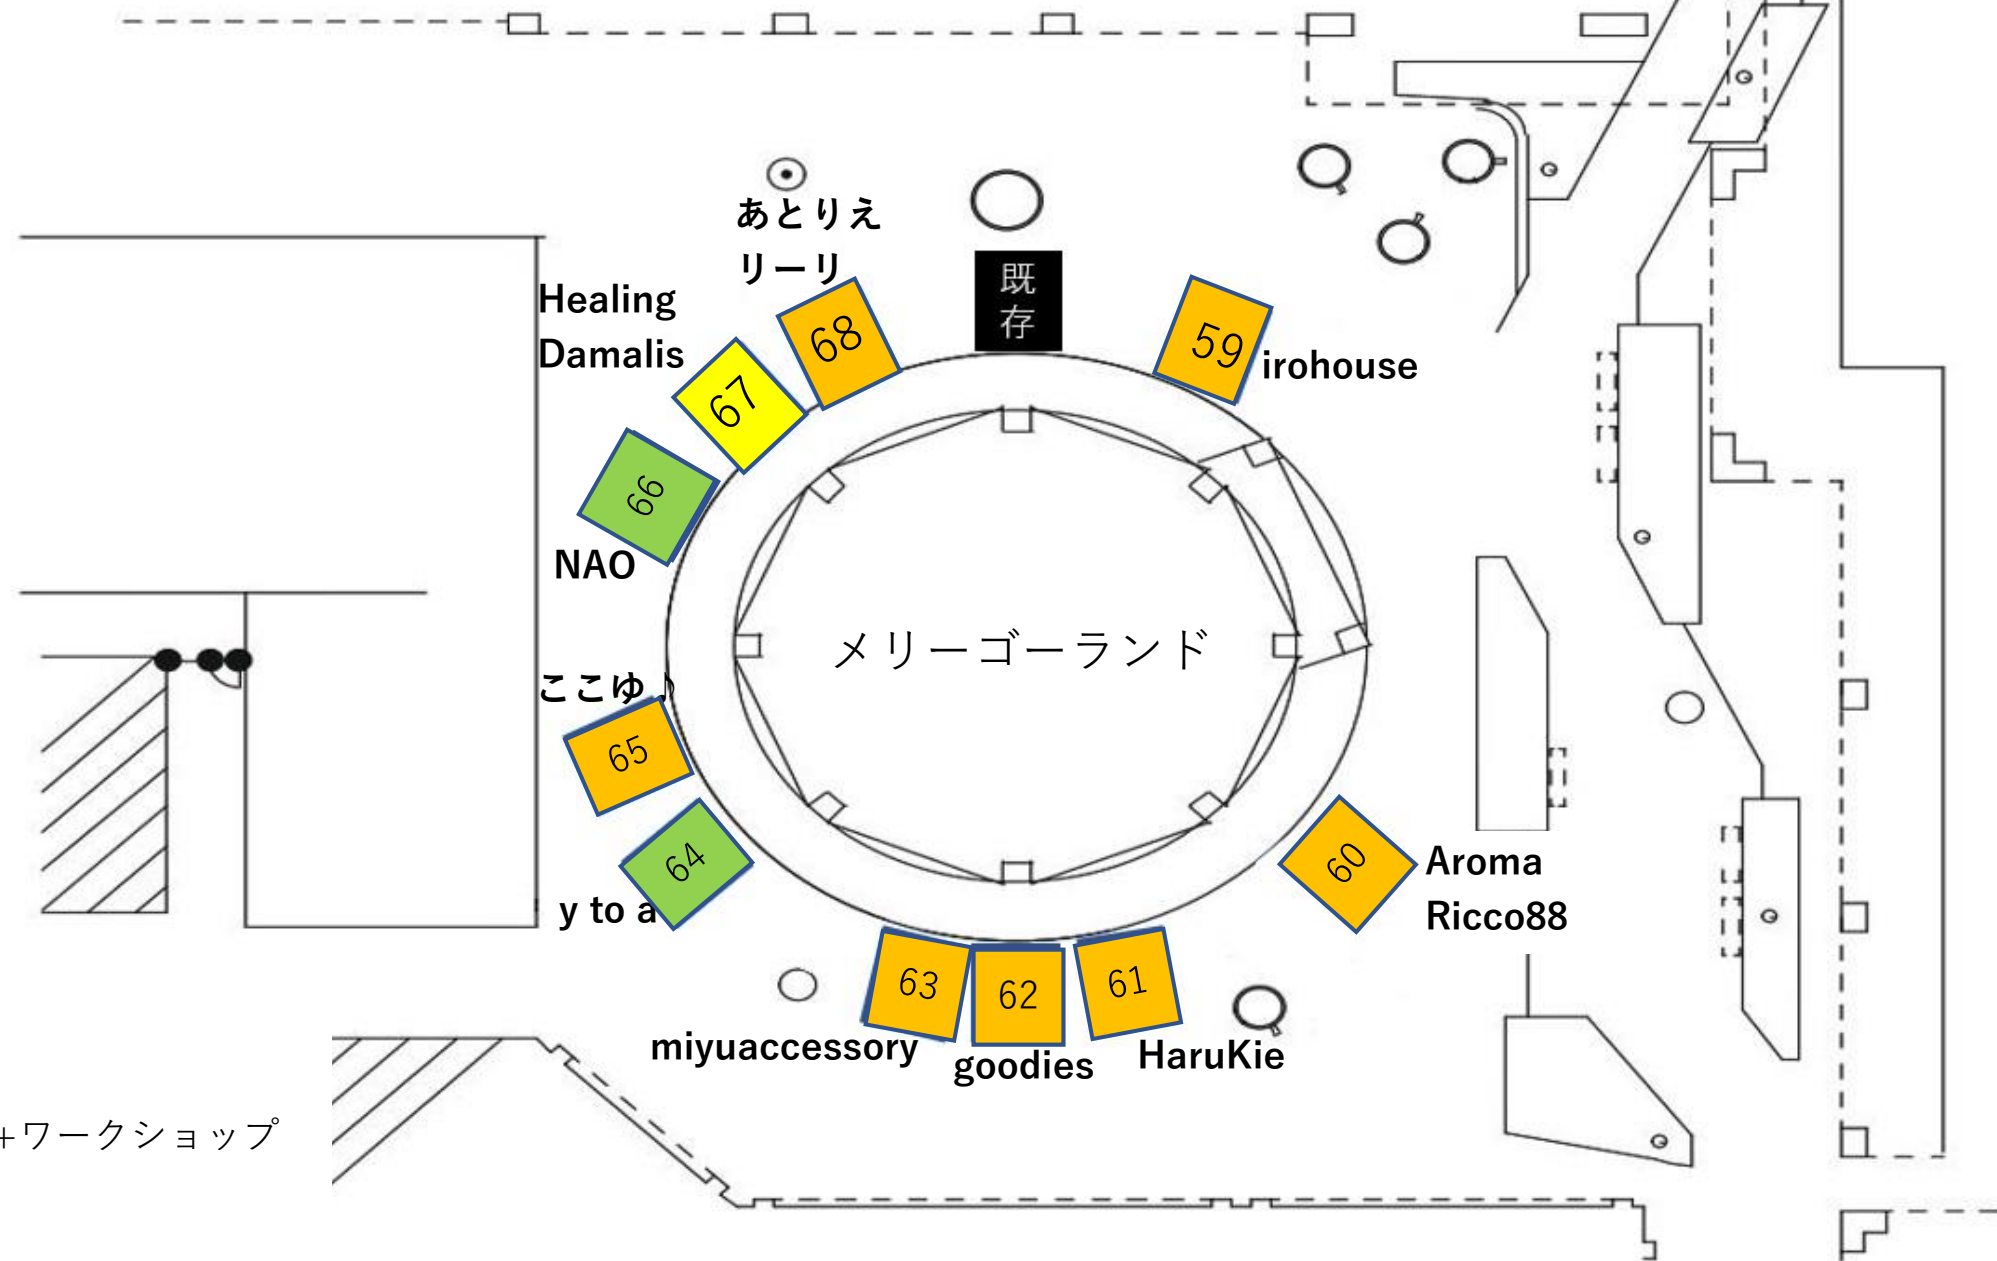 あとりえ
リーリ
既
存
Healing
Damalis
68
59
irohouse
67
66
NAO
メリーゴーランド
ここゆ♪
65
64
y to a
60
Aroma
Ricco88
63
62
61
miyuaccessory
goodies
HaruKie
+ワークショップ